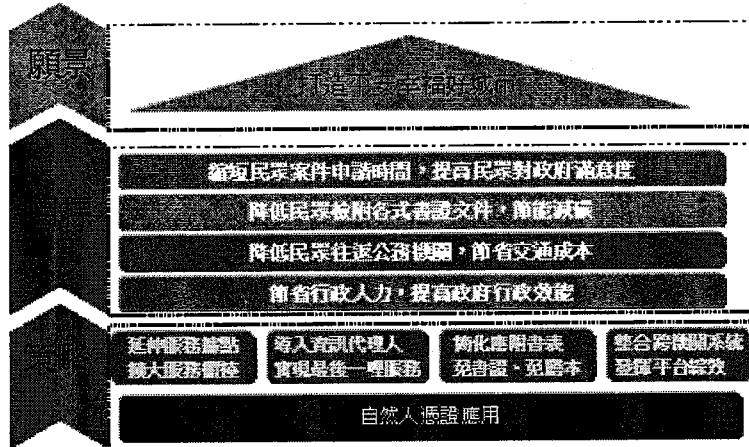 願景
縮短民眾案件申請時間，提高民眾對政府滿意度
降低民眾檢附各式書證文件，節能減碳
降低民眾往返公務機關，節省交通成本
節省行政人力，提高政府行政效能
延伸服務據點
擴大服務價值
導入資訊代理人
實現最後一哩服務
簡化應附書表
免書證、免謄本
整合跨機關系統
發揮平台綜效
自然人憑證應用